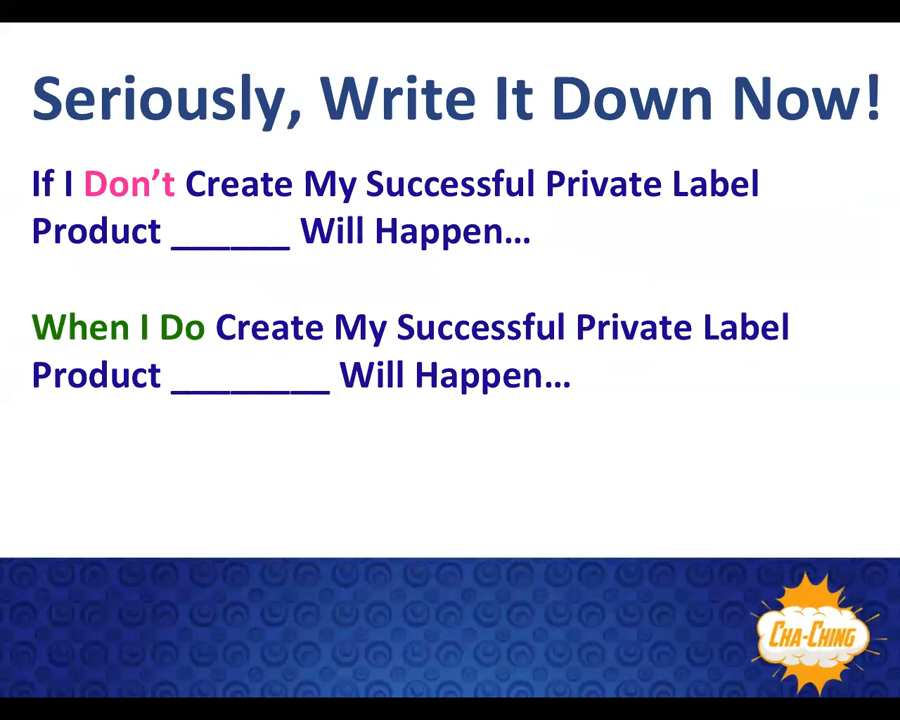 Seriously, Write It Down Now!
If I Don’t Create My Successful Private Label
Product ______ Will Happen…
When I Do Create My Successful Private Label
Product ________ Will Happen…
CHA-CHING